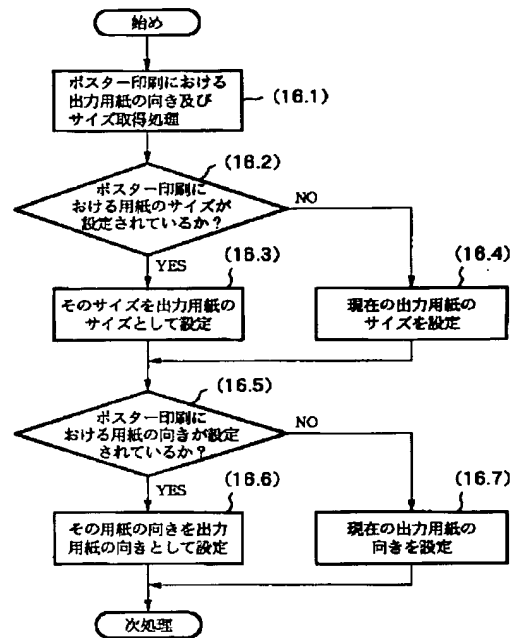 始め
ポスター印刷における
出力用紙の向き及び
サイズ取得処理
(16.1)
(16.2)
ポスター印刷に
おける用紙のサイズが
設定されているか?
NO
YES
(16.3)
(16.4)
そのサイズを出力用紙の
サイズとして設定
現在の出力用紙の
サイズを設定
(16.5)
ポスター印刷に
おける用紙の向きが設定
されているか?
NO
YES
(16.6)
(16.7)
その用紙の向きを出力
用紙の向きとして設定
現在の出力用紙の
向きを設定
次処理